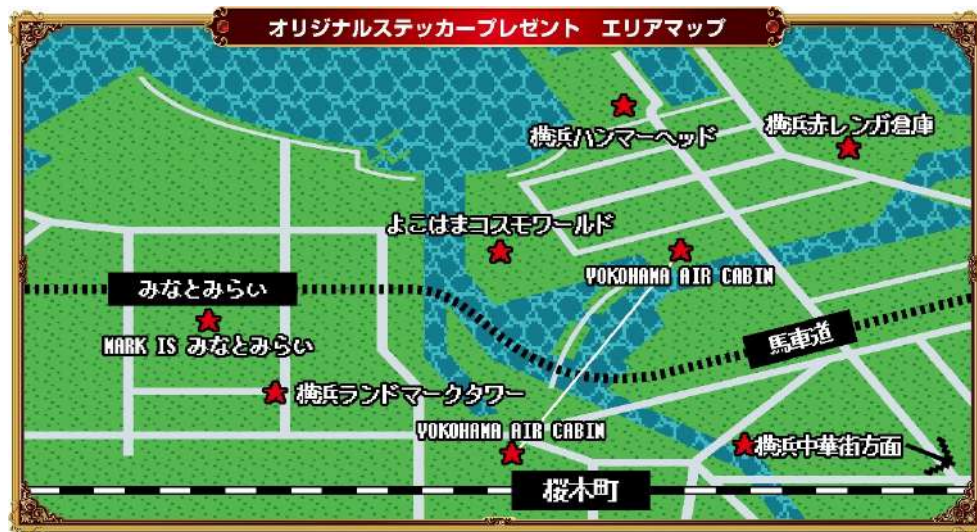 オリジナルステッカープレゼント エリアマップ
横浜ハンマーヘッド
横浜赤レンガ倉庫
よこはまコスモワールド
YOKOHAMA AIR CABIN
みなとみらい
MARK IS みなとみらい
馬車道
横浜ランドマークタワー
YOKOHAMA AIR CABIN
横浜中華街方面
桜木町